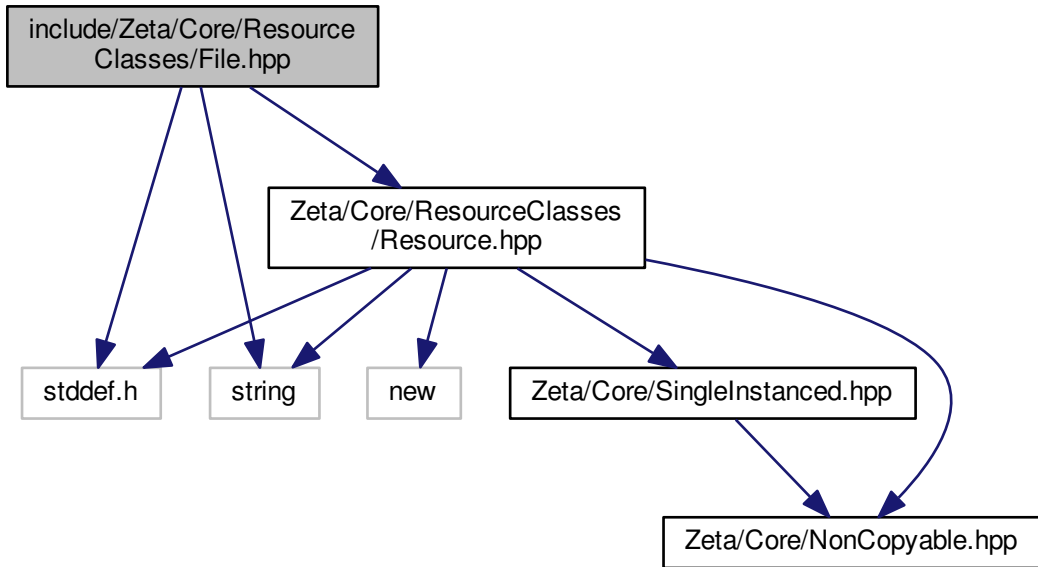 include/Zeta/Core/Resource
Classes/File.hpp
Zeta/Core/ResourceClasses
/Resource.hpp
stddef.h
string
new
Zeta/Core/SingleInstanced.hpp
Zeta/Core/NonCopyable.hpp